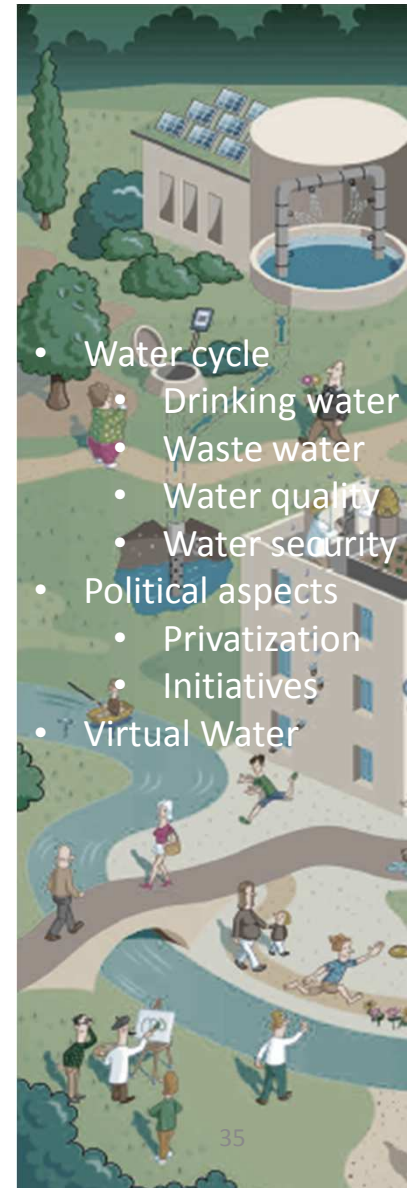 • Water cycle
• Drinking water
• Waste water
• Water quality
• Water security
• Political aspects
• Privatization
• Initiatives
• Virtual Water
35